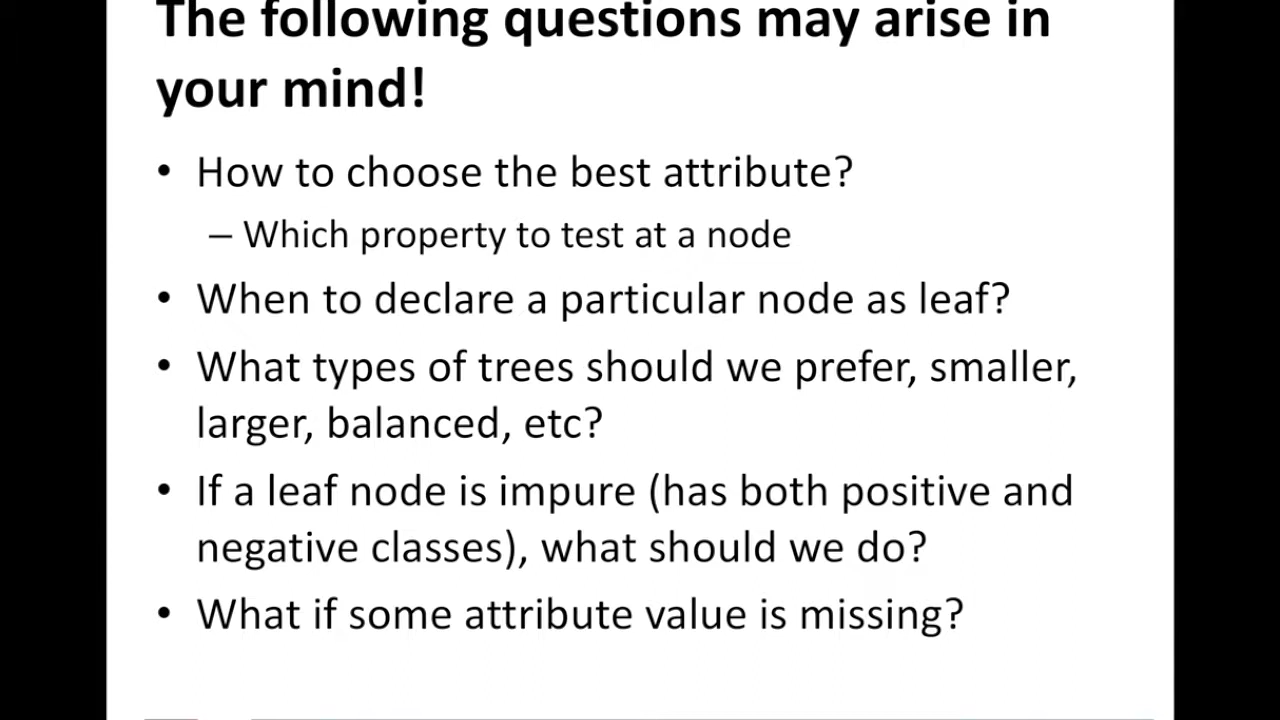 The following questions may arise in
your mind!
• How to choose the best attribute?
– Which property to test at a node
• When to declare a particular node as leaf?
• What types of trees should we prefer, smaller,
larger, balanced, etc?
• If a leaf node is impure (has both positive and
negative classes), what should we do?
• What if some attribute value is missing?